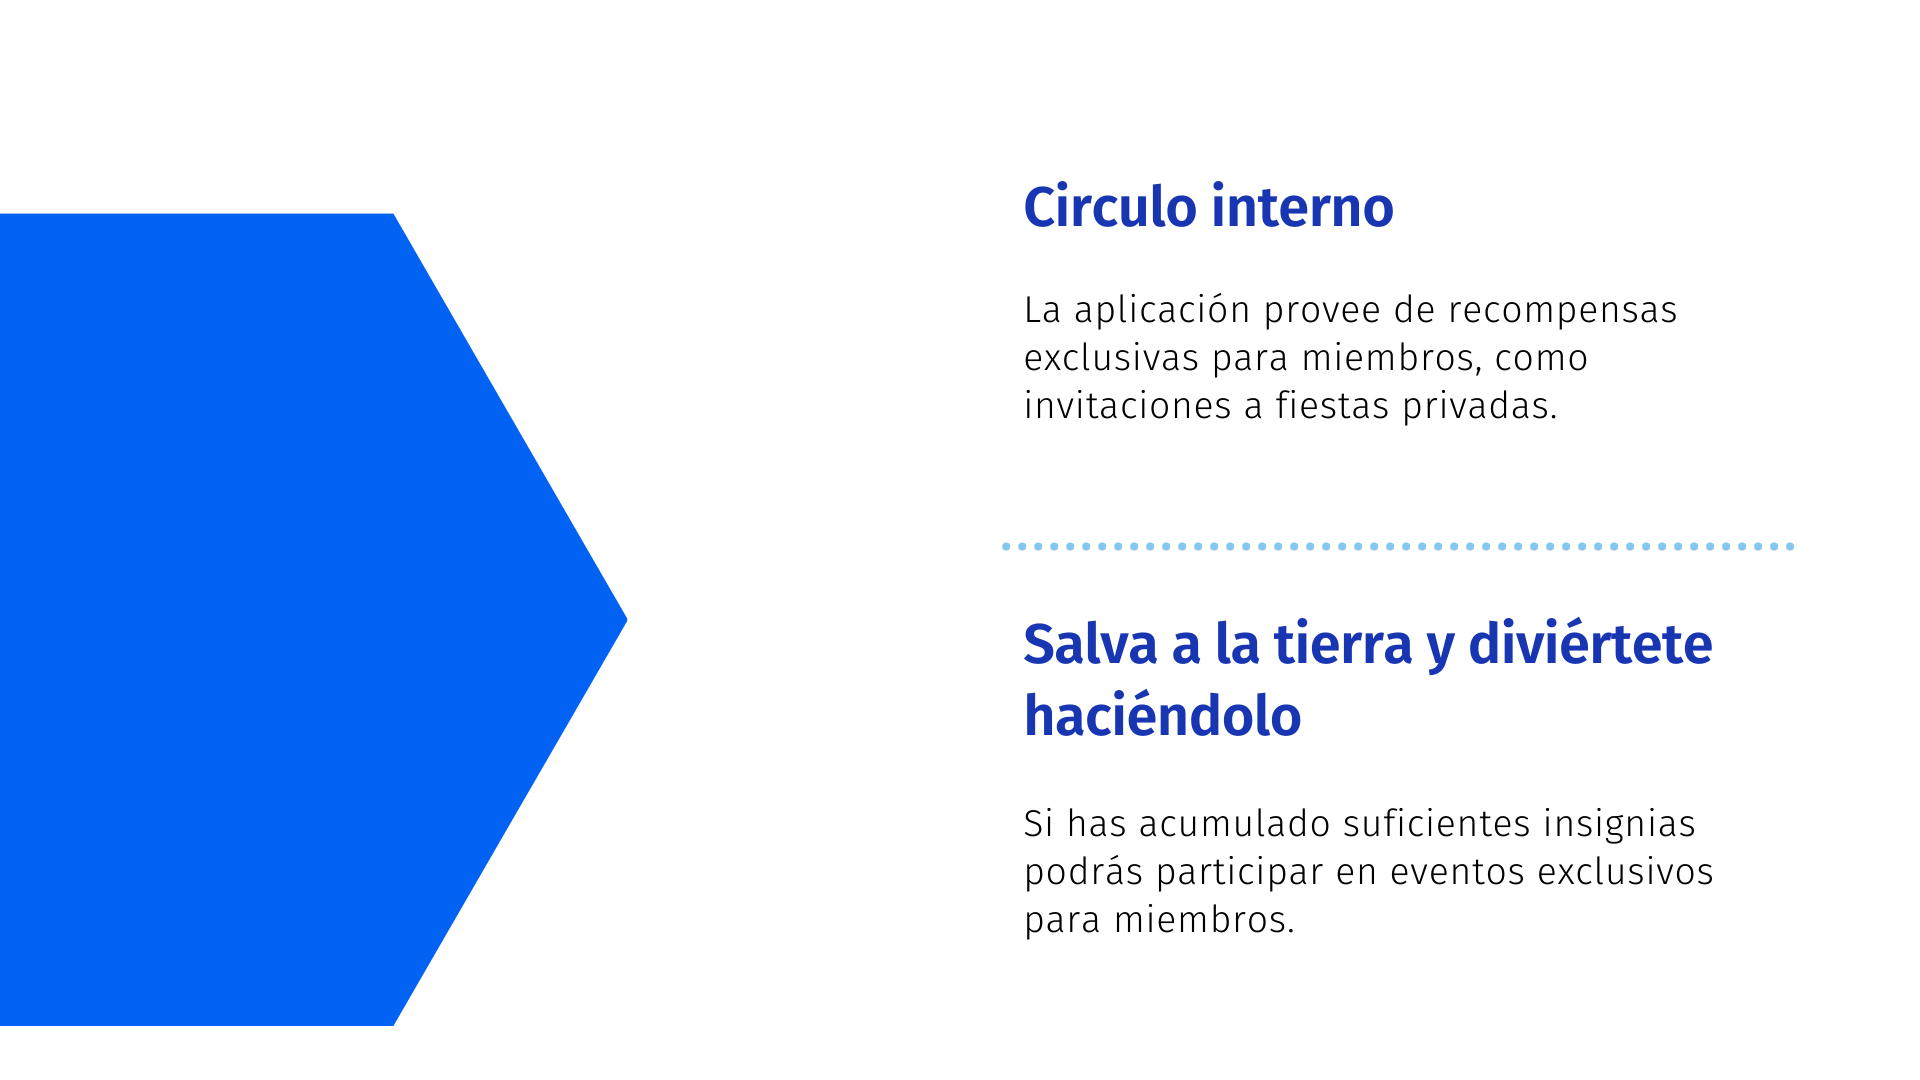 Circulo interno
La aplicación provee de recompensas
exclusivas para miembros, como
invitaciones a fiestas privadas.
Salva a la tierra y diviértete
haciéndolo
Si has acumulado suficientes insignias
podrás participar en eventos exclusivos
para miembros.